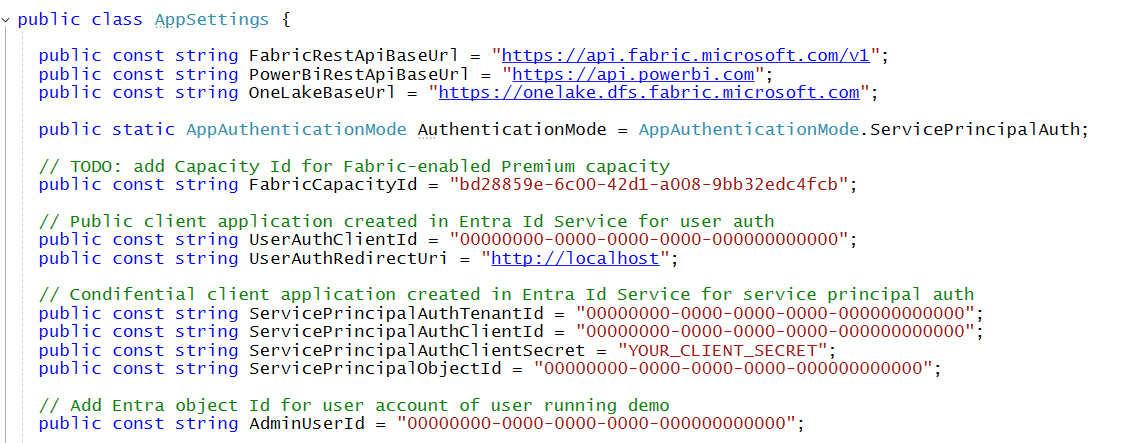 public class AppSettings {
public const string FabricRestApiBaseUrl = "https://api.fabric.microsoft.com/v1";
public const string PowerBiRestApiBaseUrl = "https://api.powerbi.com";
public const string OneLakeBaseUrl = "https://onelake.dfs.fabric.microsoft.com";
public static AppAuthenticationMode AuthenticationMode = AppAuthenticationMode.ServicePrincipalAuth;
// TODO: add Capacity Id for Fabric-enabled Premium capacity
public const string FabricCapacityId = "bd28859e-6c00-42d1-a008-9bb32edc4fcb";
// Public client application created in Entra Id Service for user auth
public const string UserAuthClientId = "00000000-0000-0000-0000-000000000000";
public const string UserAuthRedirectUri = "http://localhost";
// Condifential client application created in Entra Id Service for service principal auth
public const string ServicePrincipalAuthTenantId = "00000000-0000-0000-0000-000000000000";
public const string ServicePrincipalAuthClientId = "00000000-0000-0000-0000-000000000000";
public const string ServicePrincipalAuthClientSecret = "YOUR_CLIENT_SECRET";
public const string ServicePrincipalObjectId = "00000000-0000-0000-0000-000000000000";
// Add Entra object Id for user account of user running demo
public const string AdminUserId = "00000000-0000-0000-0000-000000000000";